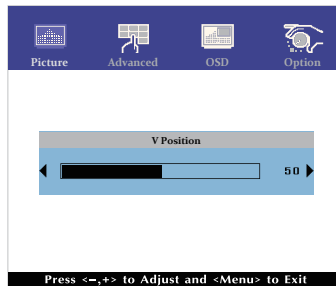 Picture Advanced OSD Option
V Position
50
Press <–,+> to Adjust and <Menu> to Exit